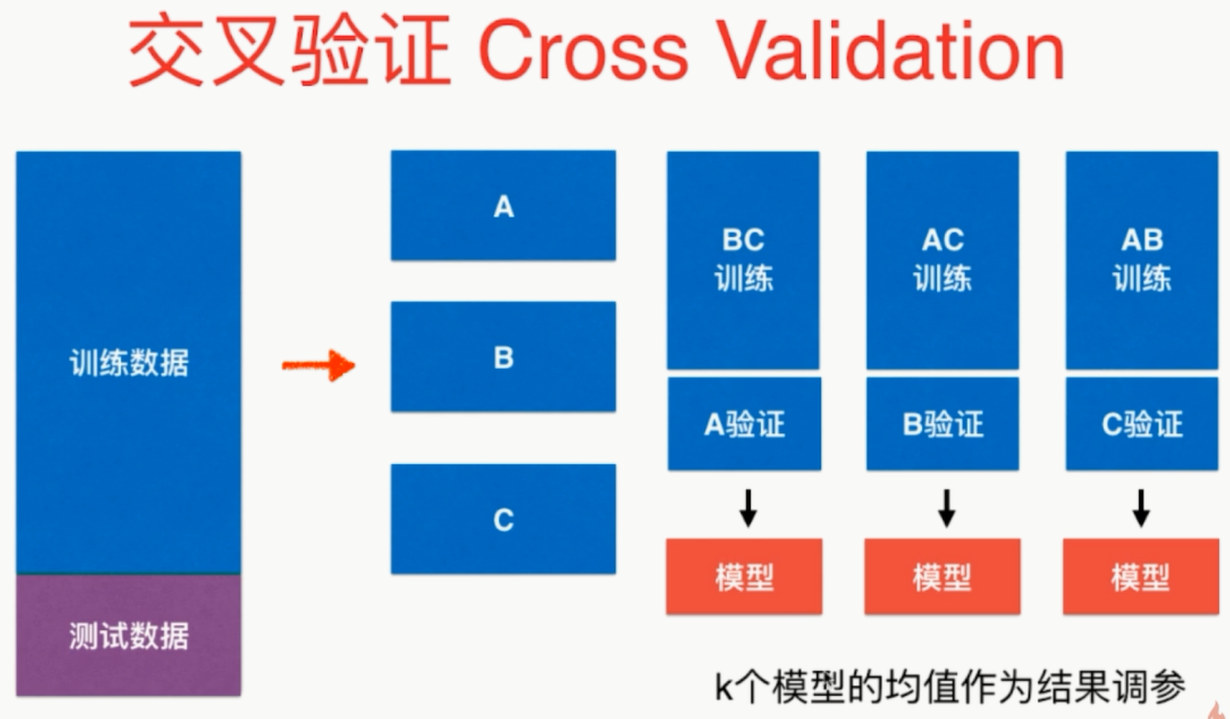 交叉验证 Cross Validation
训练数据
测试数据
A
B
C
BC
训练
A验证
模型
AC
训练
B验证
模型
AB
训练
C验证
模型
k个模型的均值作为结果调参